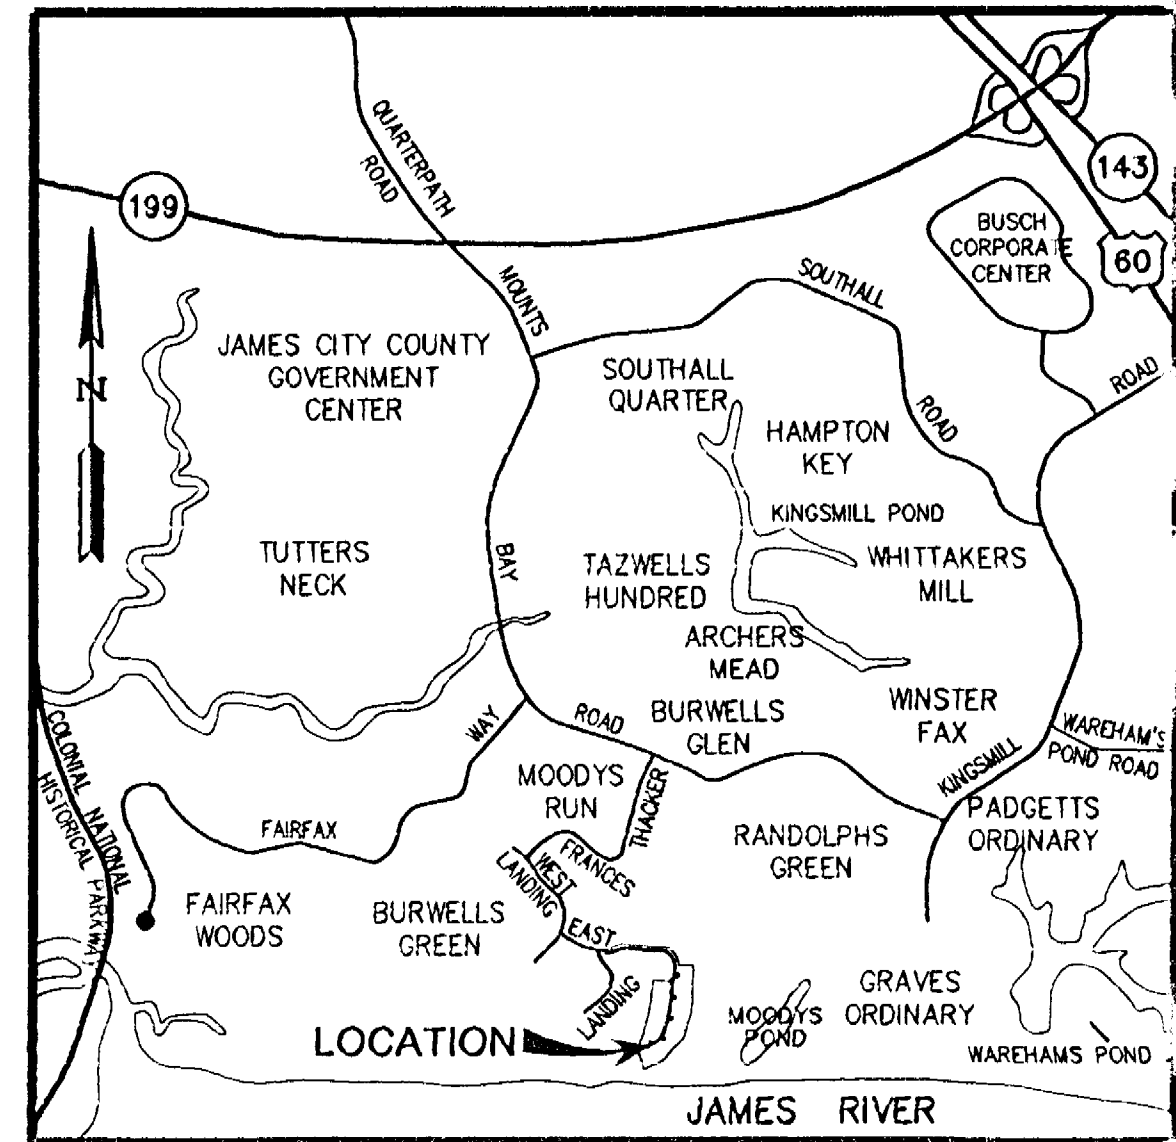 QUARTERPATH
ROAD
143
199
BUSCH
CORPORATE
CENTER
60
MOUNTS
SOUTHALL
JAMES CITY COUNTY
GOVERNMENT
CENTER
N
SOUTHALL
QUARTER
ROAD
ROAD
HAMPTON
KEY
KINGSMILL POND
TUTTERS
NECK
BAY
TAZWELLS
HUNDRED
WHITTAKERS
MILL
ARCHERS
MEAD
WINSTER
FAX
BURWELLS
GLEN
ROAD
WAY
WAREHAM's
POND ROAD
KINGSMILL
COLONIAL NATIONAL
HISTORICAL PARKWAY
MOODYS
RUN
THACKER
PADGETTS
ORDINARY
FAIRFAX
RANDOLPHS
GREEN
FRANCES
WEST
LANDING
FAIRFAX
WOODS
BURWELLS
GREEN
EAST
LANDING
GRAVES
ORDINARY
MOODYS
POND
LOCATION
WAREHAMS POND
JAMES RIVER